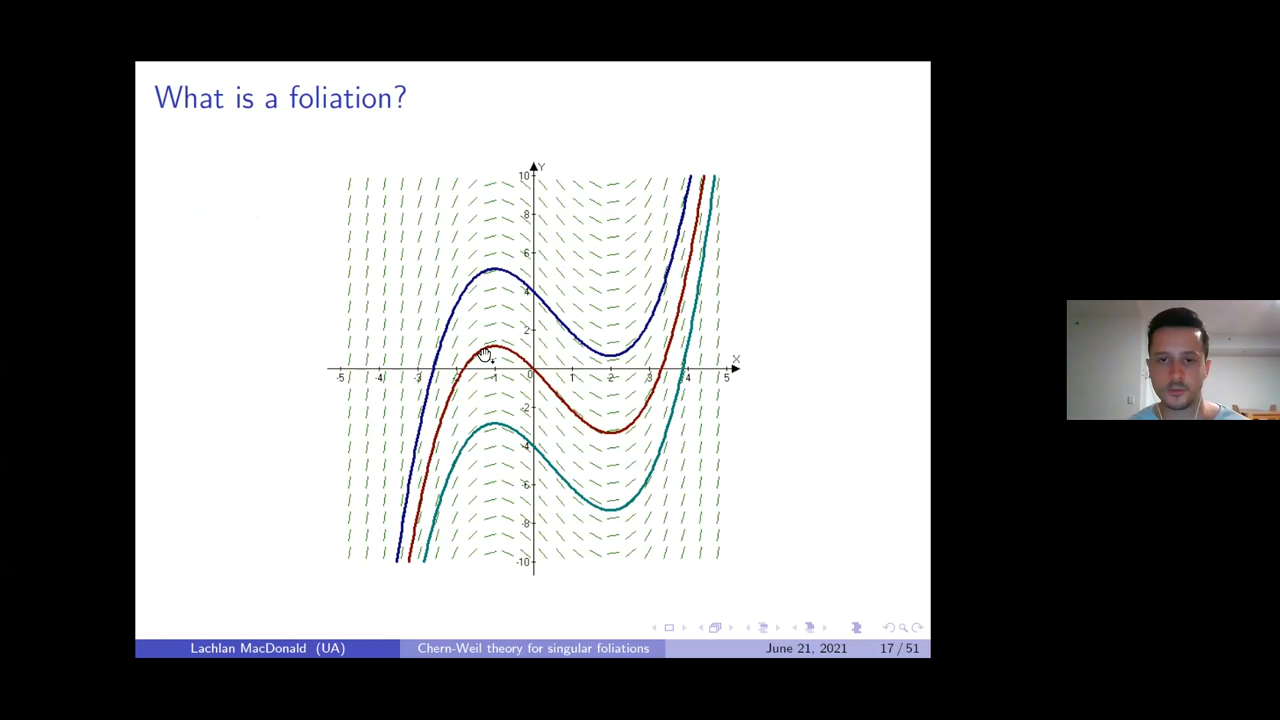 What is a foliation?
Y
10
8
6
4
2
X
-5 -3 -2 -1 0 1 2 3 4 5
-2
-4
-6
-8
-10
Lachlan MacDonald (UA) Chern-Weil theory for singular foliations June 21, 2021 17 / 51